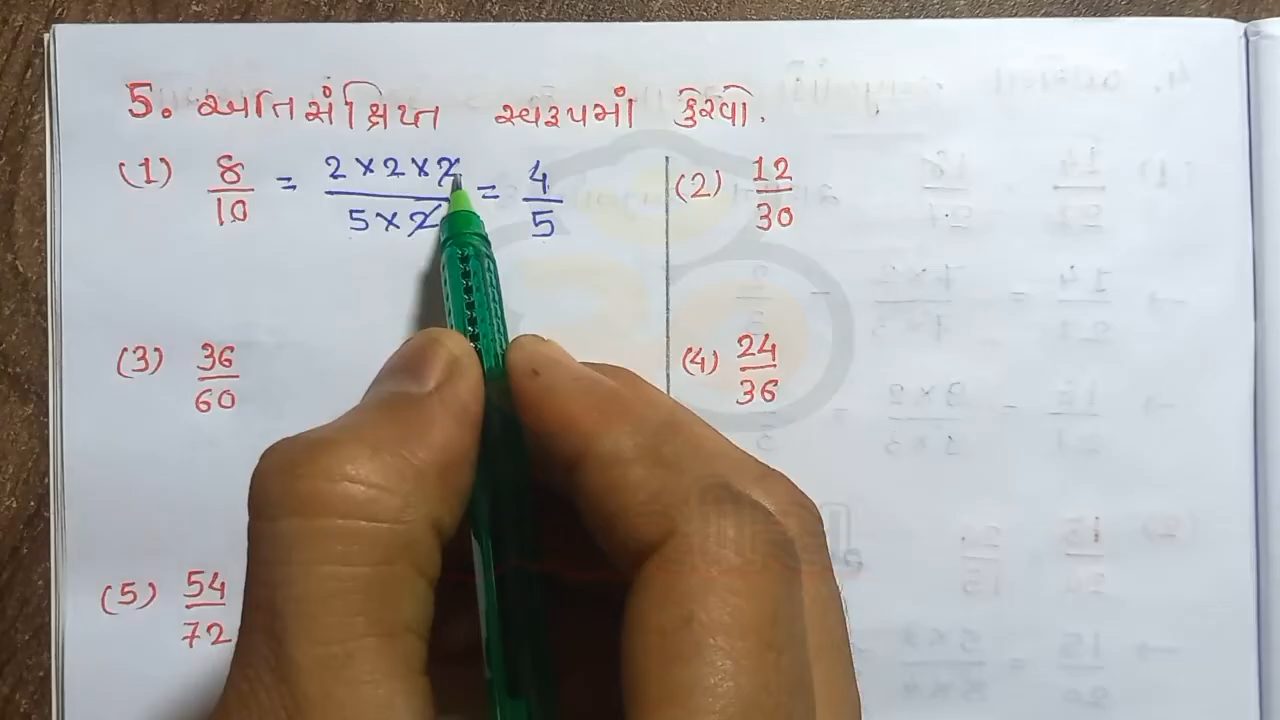 5. અતિસંક્ષિપ્ત સ્વરૂપમાં ફેરવો.
(1) 8/10 = 2×2×2/5×2 = 4/5
(2) 12/30
(3) 36/60
(4) 24/36
(5) 54/72